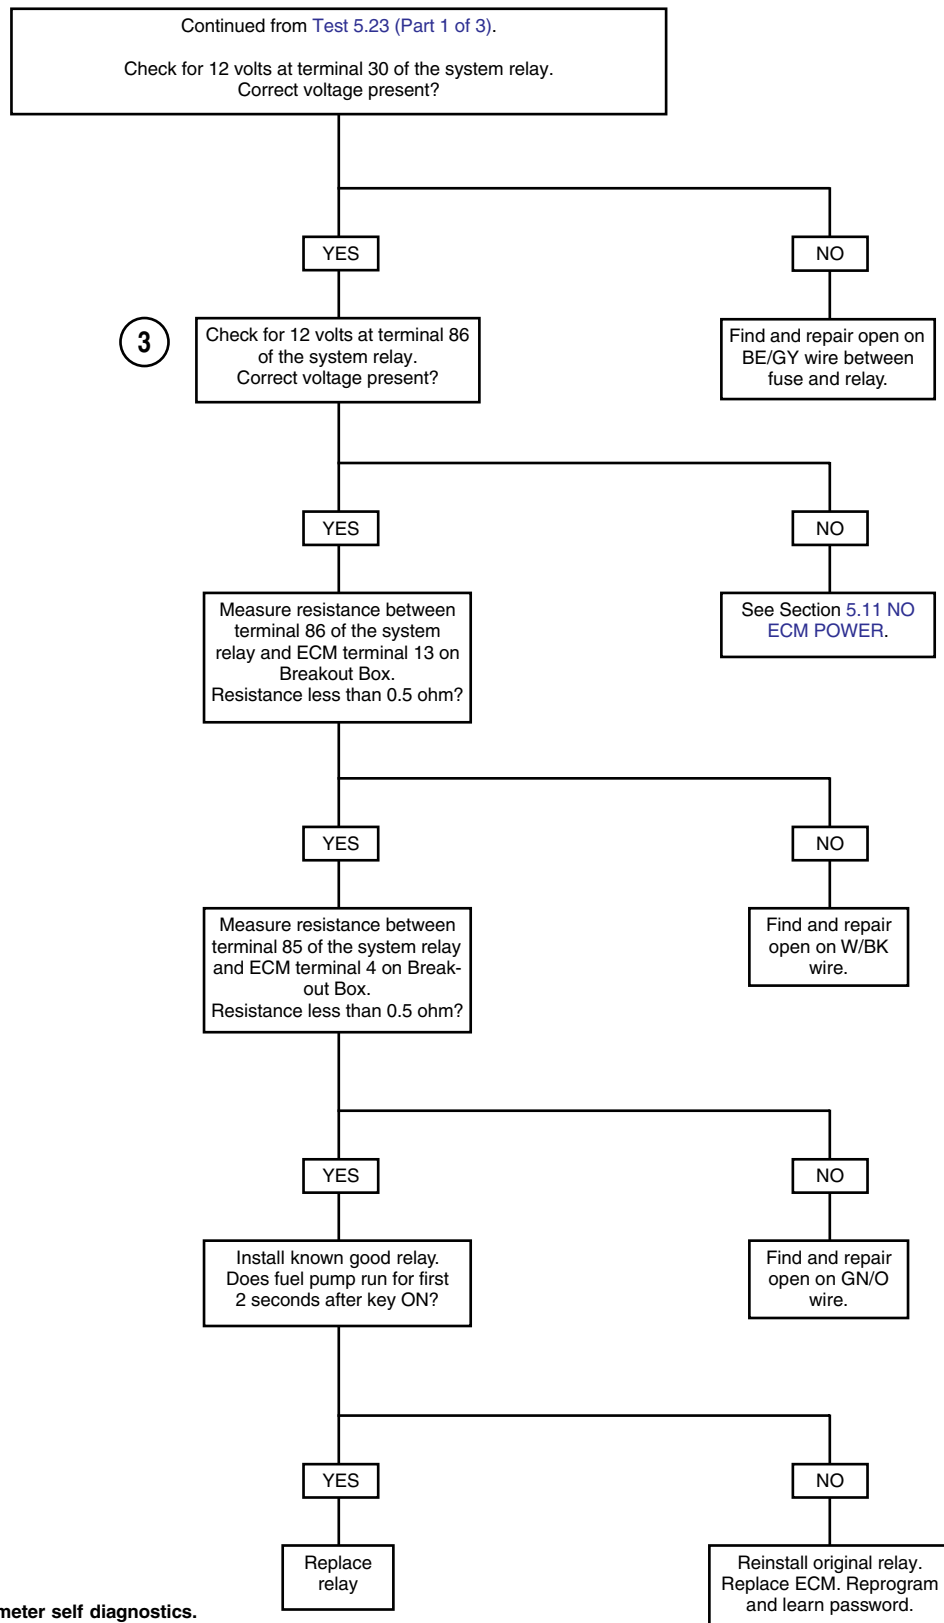 Continued from Test 5.23 (Part 1 of 3).
Check for 12 volts at terminal 30 of the system relay.
Correct voltage present?
YES
NO
3
Check for 12 volts at terminal 86
of the system relay.
Correct voltage present?
Find and repair open on
BE/GY wire between
fuse and relay.
YES
NO
Measure resistance between
terminal 86 of the system
relay and ECM terminal 13 on
Breakout Box.
Resistance less than 0.5 ohm?
See Section 5.11 NO
ECM POWER.
YES
NO
Measure resistance between
terminal 85 of the system relay
and ECM terminal 4 on Break-
out Box.
Resistance less than 0.5 ohm?
Find and repair
open on W/BK
wire.
YES
NO
Install known good relay.
Does fuel pump run for first
2 seconds after key ON?
Find and repair
open on GN/O
wire.
YES
NO
Replace
relay
Reinstall original relay.
Replace ECM. Reprogram
and learn password.
meter self diagnostics.